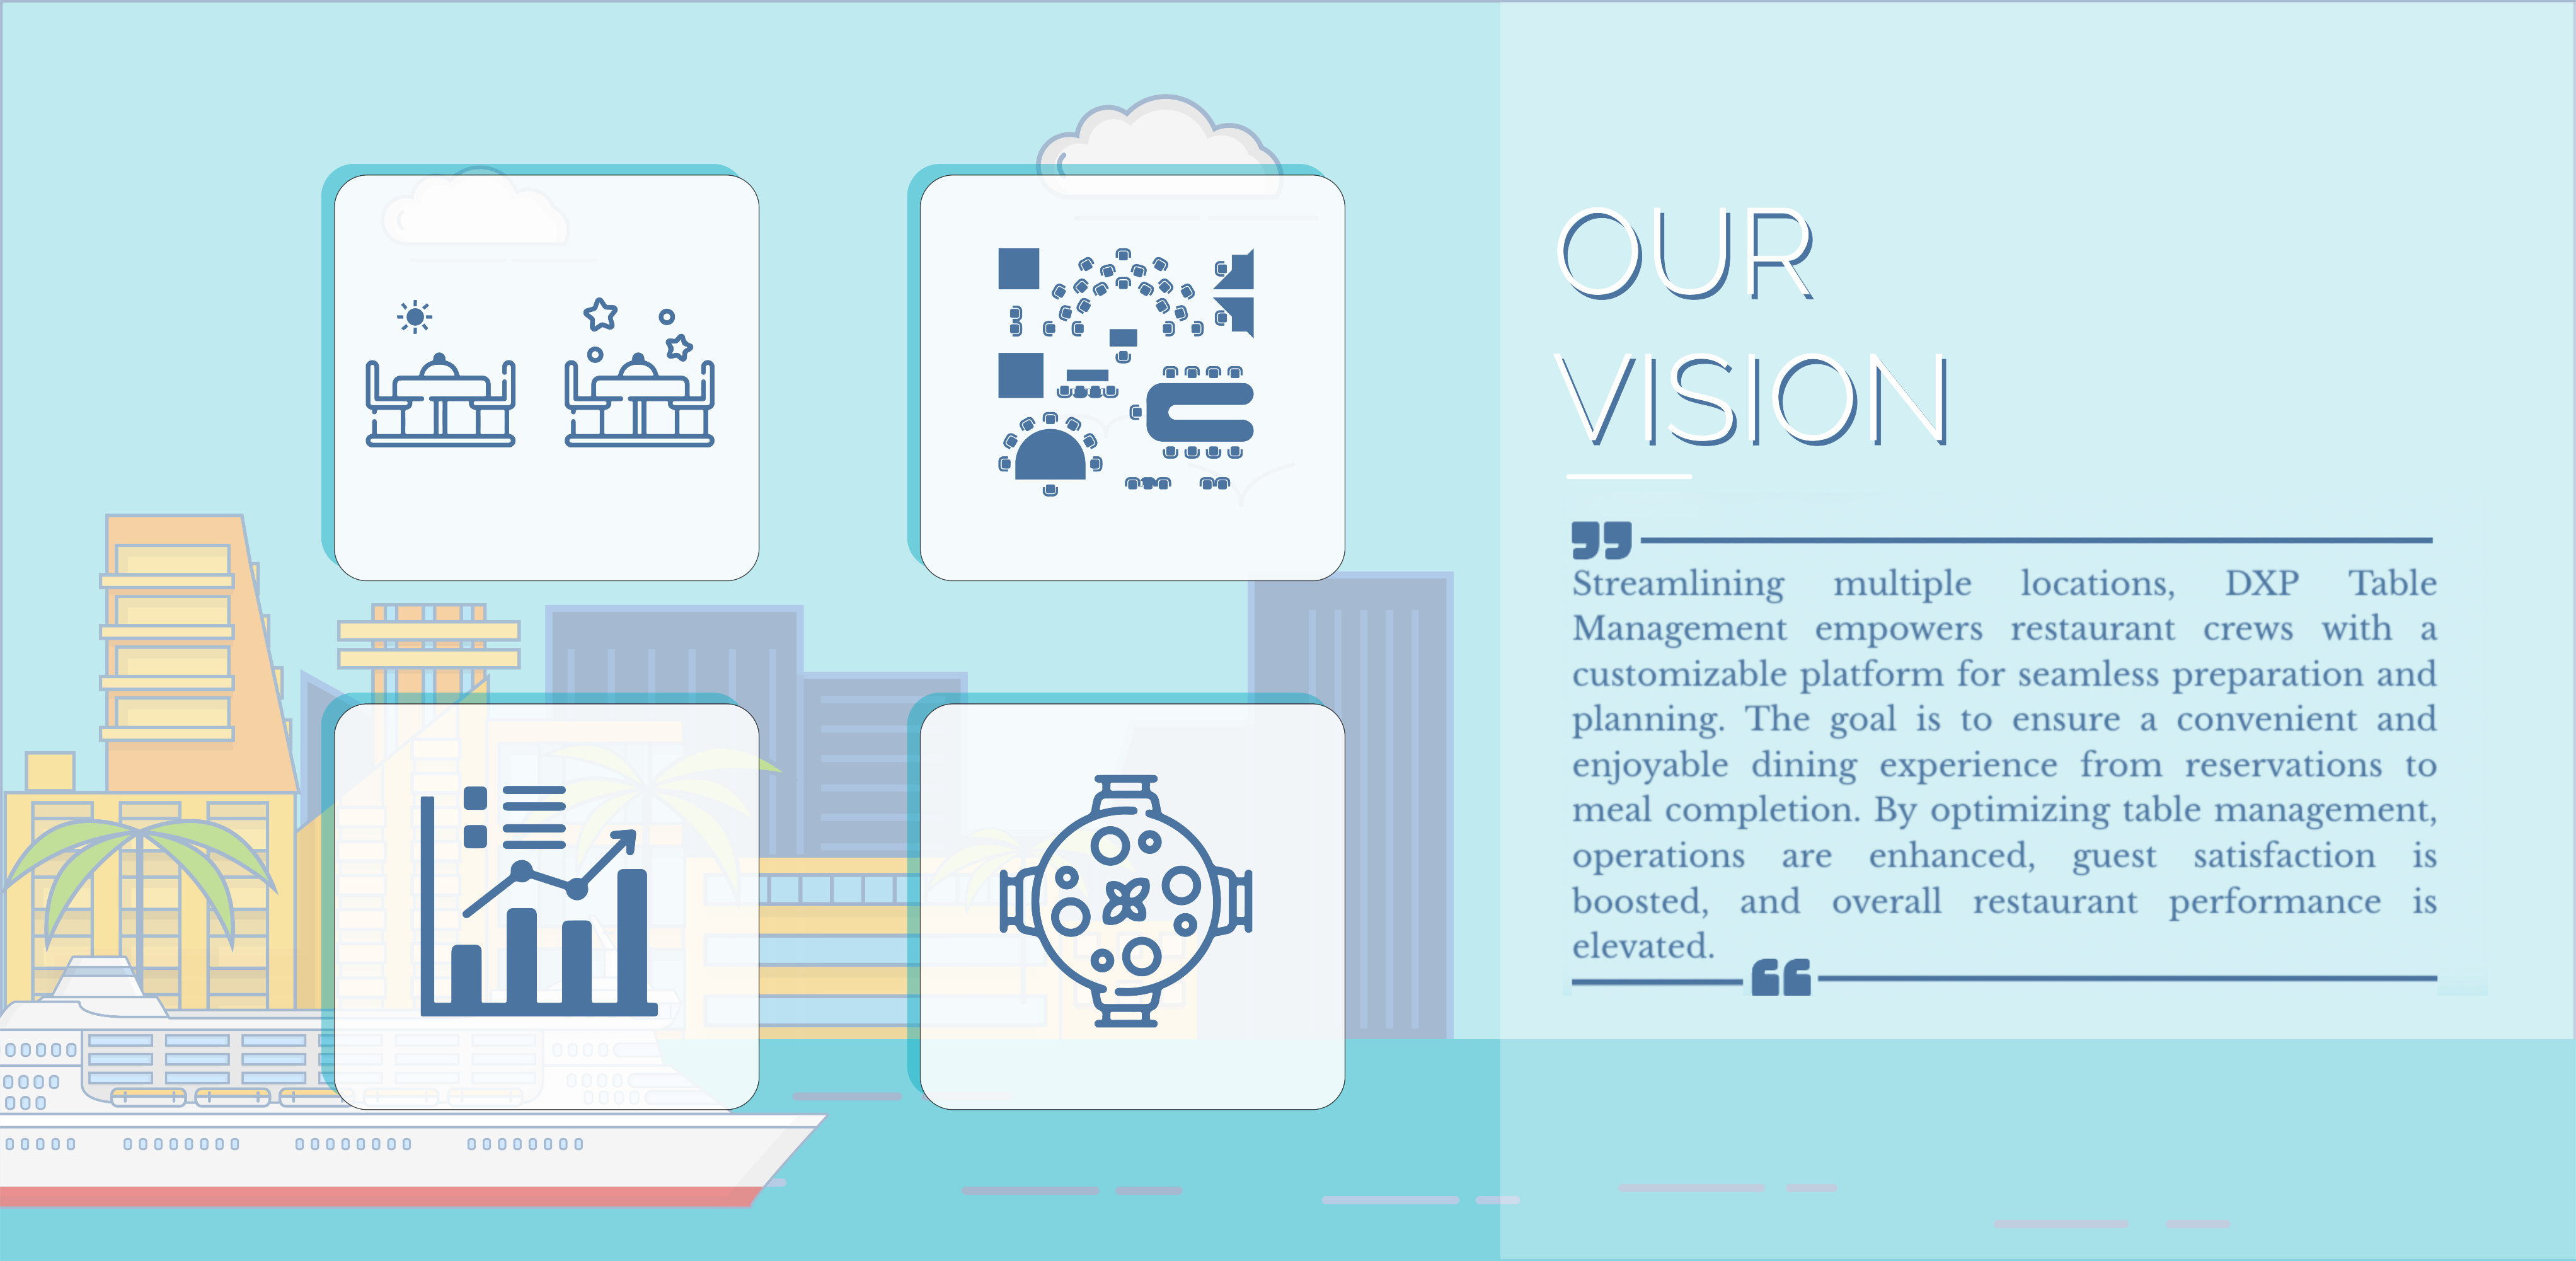 OUR
VISION
Streamlining multiple locations, DXP Table
Management empowers restaurant crews with a
customizable platform for seamless preparation and
planning. The goal is to ensure a convenient and
enjoyable dining experience from reservations to
meal completion. By optimizing table management,
operations are enhanced, guest satisfaction is
boosted, and overall restaurant performance is
elevated.